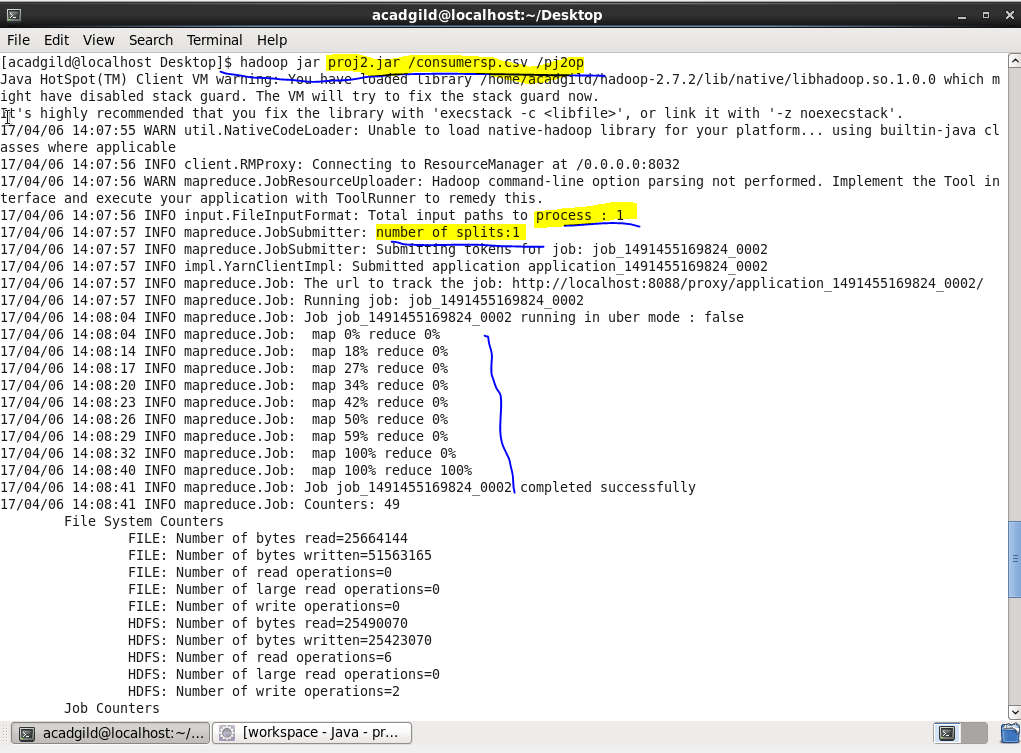 acadgild@localhost:~/Desktop
File Edit View Search Terminal Help
[acadgild@localhost Desktop]$ hadoop jar proj2.jar /consumersp.csv /pj2op
Java HotSpot(TM) Client VM warning: You have loaded library /home/acadgild/hadoop-2.7.2/lib/native/libhadoop.so.1.0.0 which m
ight have disabled stack guard. The VM will try to fix the stack guard now.
It's highly recommended that you fix the library with 'execstack -c <libfile>', or link it with '-z noexecstack'.
17/04/06 14:07:55 WARN util.NativeCodeLoader: Unable to load native-hadoop library for your platform... using builtin-java cl
asses where applicable
17/04/06 14:07:56 INFO client.RMProxy: Connecting to ResourceManager at /0.0.0.0:8032
17/04/06 14:07:56 WARN mapreduce.JobResourceUploader: Hadoop command-line option parsing not performed. Implement the Tool in
terface and execute your application with ToolRunner to remedy this.
17/04/06 14:07:56 INFO input.FileInputFormat: Total input paths to process : 1
17/04/06 14:07:57 INFO mapreduce.JobSubmitter: number of splits:1
17/04/06 14:07:57 INFO mapreduce.JobSubmitter: Submitting tokens for job: job_1491455169824_0002
17/04/06 14:07:57 INFO impl.YarnClientImpl: Submitted application application_1491455169824_0002
17/04/06 14:07:57 INFO mapreduce.Job: The url to track the job: http://localhost:8088/proxy/application_1491455169824_0002/
17/04/06 14:07:57 INFO mapreduce.Job: Running job: job_1491455169824_0002
17/04/06 14:08:04 INFO mapreduce.Job: Job job_1491455169824_0002 running in uber mode : false
17/04/06 14:08:04 INFO mapreduce.Job:  map 0% reduce 0%
17/04/06 14:08:14 INFO mapreduce.Job:  map 18% reduce 0%
17/04/06 14:08:17 INFO mapreduce.Job:  map 27% reduce 0%
17/04/06 14:08:20 INFO mapreduce.Job:  map 34% reduce 0%
17/04/06 14:08:23 INFO mapreduce.Job:  map 42% reduce 0%
17/04/06 14:08:26 INFO mapreduce.Job:  map 50% reduce 0%
17/04/06 14:08:29 INFO mapreduce.Job:  map 59% reduce 0%
17/04/06 14:08:32 INFO mapreduce.Job:  map 100% reduce 0%
17/04/06 14:08:40 INFO mapreduce.Job:  map 100% reduce 100%
17/04/06 14:08:41 INFO mapreduce.Job: Job job_1491455169824_0002 completed successfully
17/04/06 14:08:41 INFO mapreduce.Job: Counters: 49
File System Counters
FILE: Number of bytes read=25664144
FILE: Number of bytes written=51563165
FILE: Number of read operations=0
FILE: Number of large read operations=0
FILE: Number of write operations=0
HDFS: Number of bytes read=25490070
HDFS: Number of bytes written=25423070
HDFS: Number of read operations=6
HDFS: Number of large read operations=0
HDFS: Number of write operations=2
Job Counters
acadgild@localhost:~/... [workspace - Java - pr...